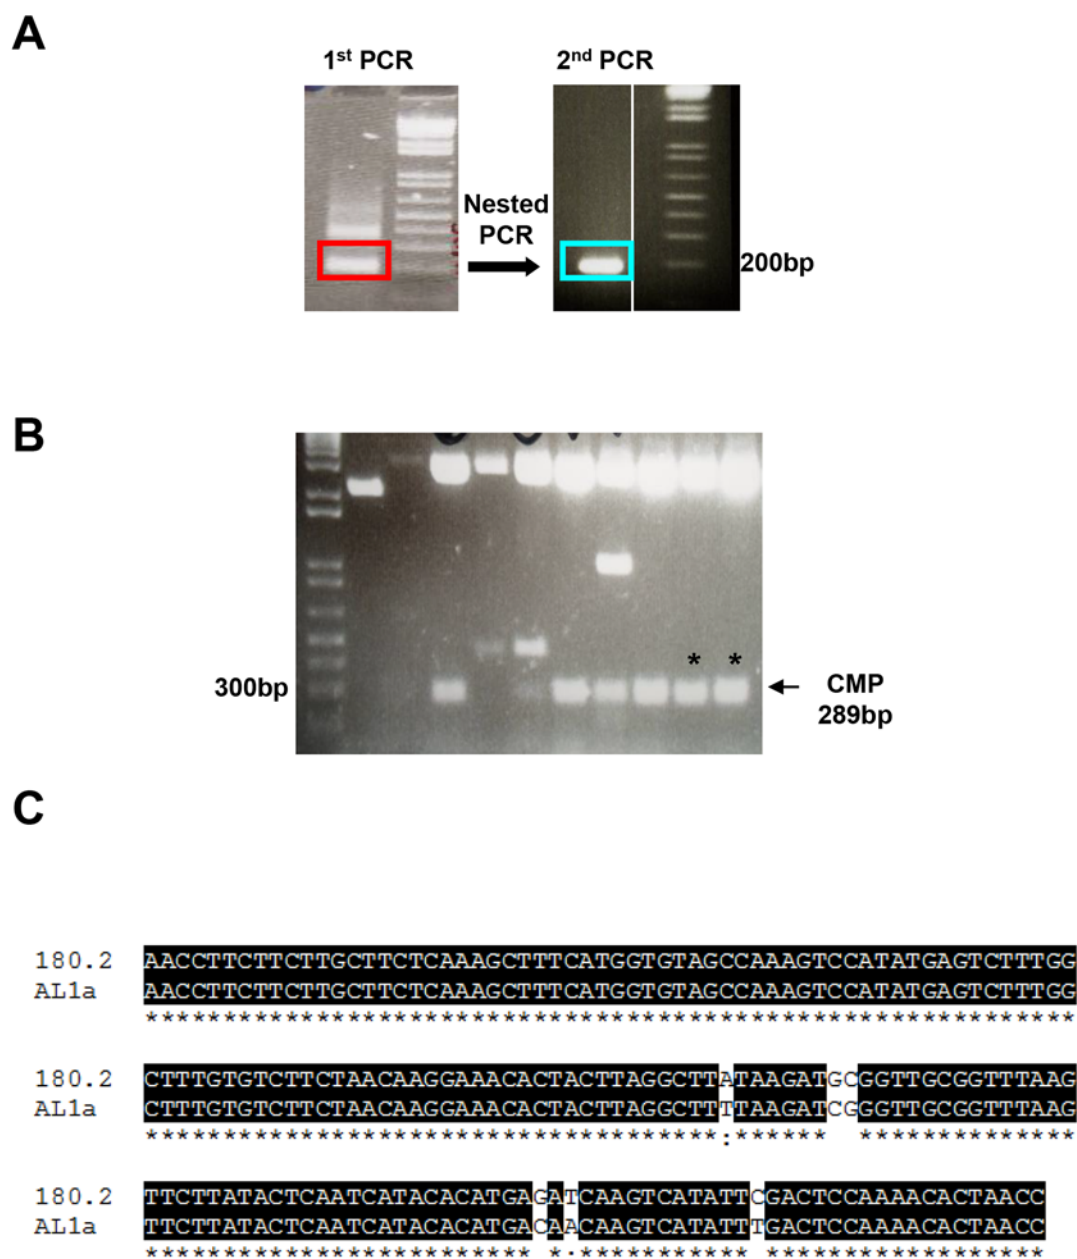 A
1st PCR
2nd PCR
Nested
PCR
200bp
B
* *
300bp
CMP
289bp
C
180.2 AACCTTCTTCTTGCTTCTCAAAGCTTTCATGGTGTAGCCAAAGTCCATATGAGTCTTTGG
AL1a AACCTTCTTCTTGCTTCTCAAAGCTTTCATGGTGTAGCCAAAGTCCATATGAGTCTTTGG
************************************************************
180.2 CTTTGTGTCTTCTAACAAGGAAACACTACTTAGGCTTATAAGATGCGGTTGCGGTTTAAG
AL1a CTTTGTGTCTTCTAACAAGGAAACACTACTTAGGCTTTTAAGATCGGGTTGCGGTTTAAG
*************************************:******  **************
180.2 TTCTTATACTCAATCATACACATGAGATCAAGTCATATTCGACTCCAAAACACTAACC
AL1a TTCTTATACTCAATCATACACATGACAACAAGTCATATTTGACTCCAAAACACTAACC
************************* *.*********** ******************